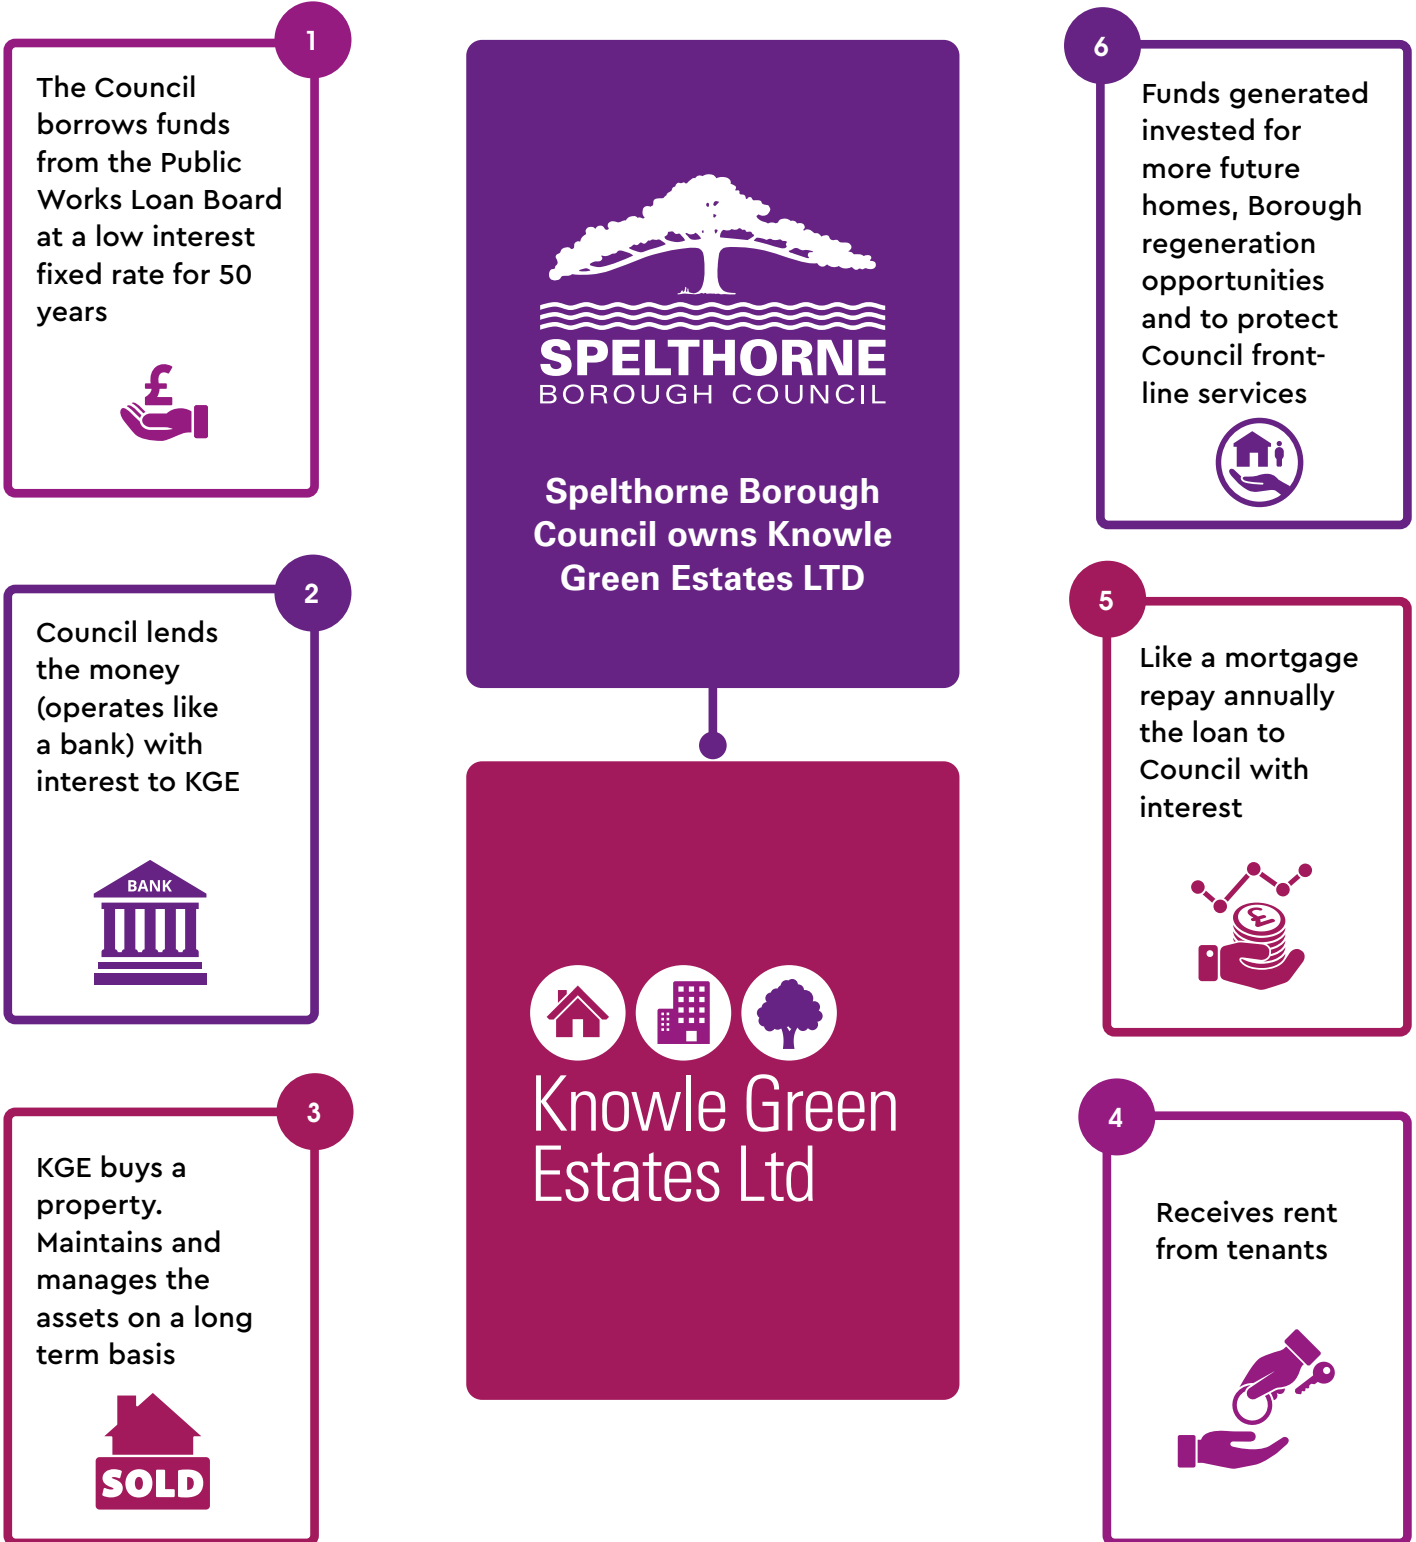 1
The Council
borrows funds
from the Public
Works Loan Board
at a low interest
fixed rate for 50
years
£
2
Council lends
the money
(operates like
a bank) with
interest to KGE
BANK
3
KGE buys a
property.
Maintains and
manages the
assets on a long
term basis
SOLD
SPELTHORNE
BOROUGH COUNCIL
Spelthorne Borough
Council owns Knowle
Green Estates LTD
Knowle Green
Estates Ltd
4
Receives rent
from tenants
5
Like a mortgage
repay annually
the loan to
Council with
interest
£
6
Funds generated
invested for
more future
homes, Borough
regeneration
opportunities
and to protect
Council front-
line services